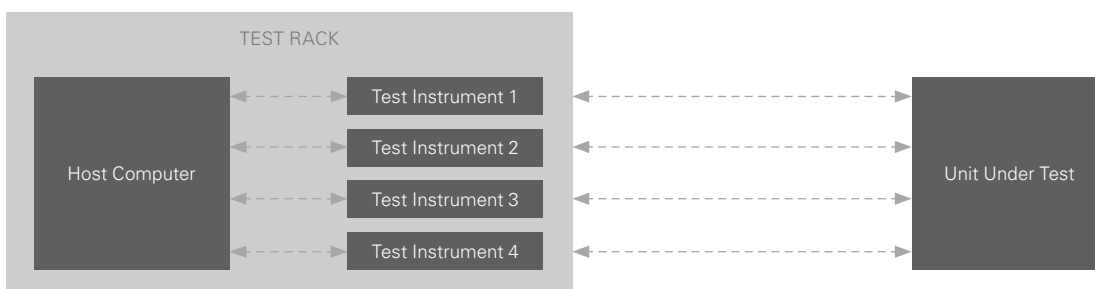 TEST RACK
Host Computer
Test Instrument 1
Test Instrument 2
Test Instrument 3
Test Instrument 4
Unit Under Test